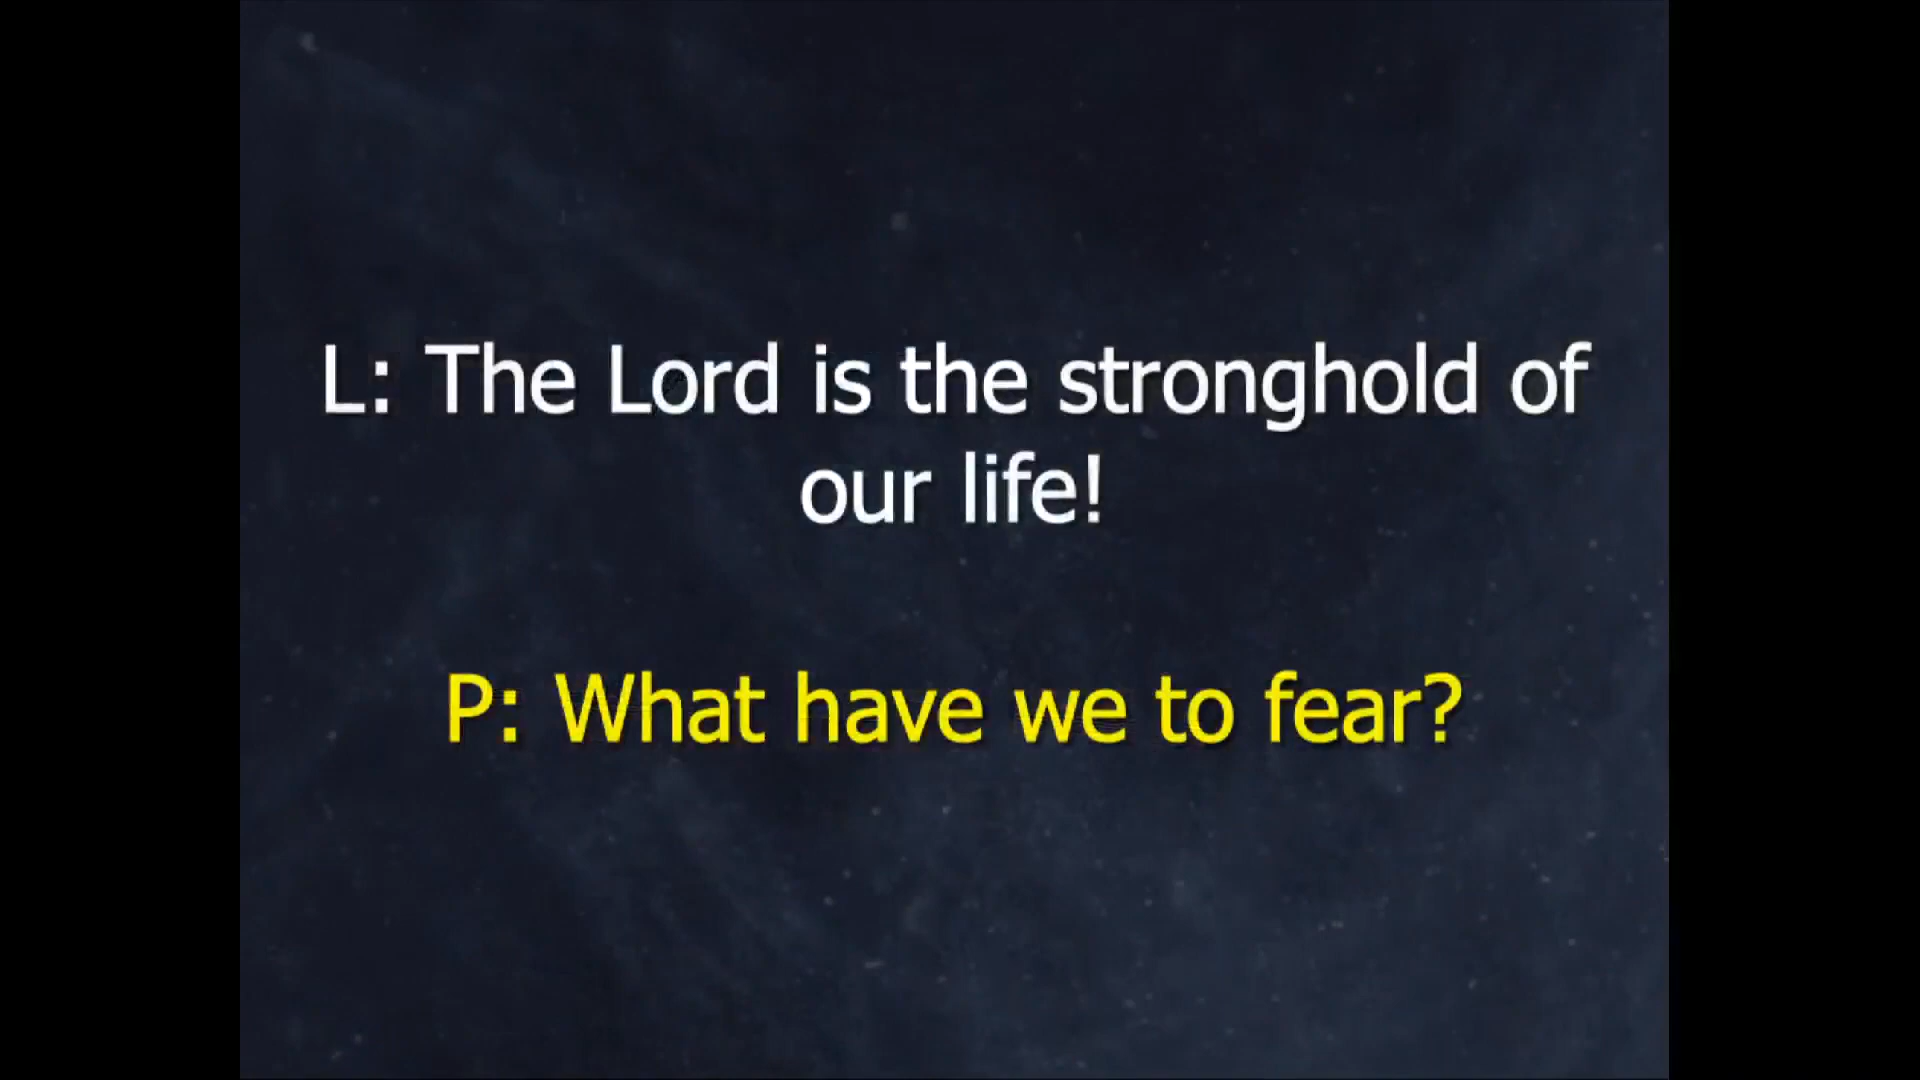 L: The Lord is the stronghold of
our life!
P: What have we to fear?